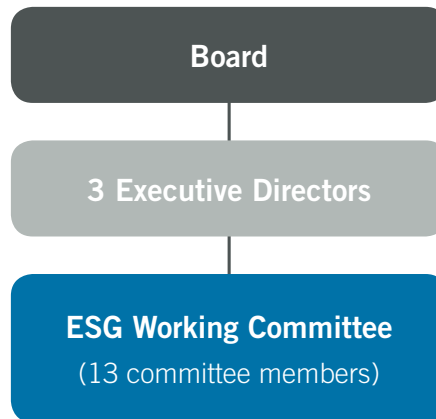 Board
3 Executive Directors
ESG Working Committee
(13 committee members)